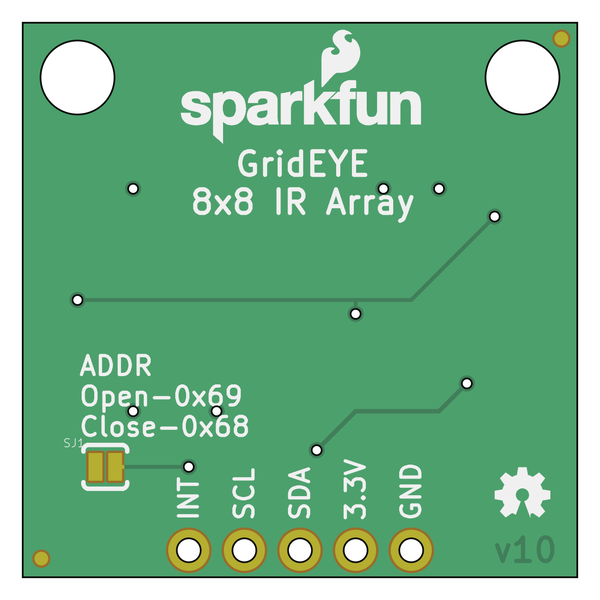 sparkfun
GridEYE
8x8 IR Array
ADDR
Open-0x69
Close-0x68
SJ1
INT
SCL
SDA
3.3V
GND
v10